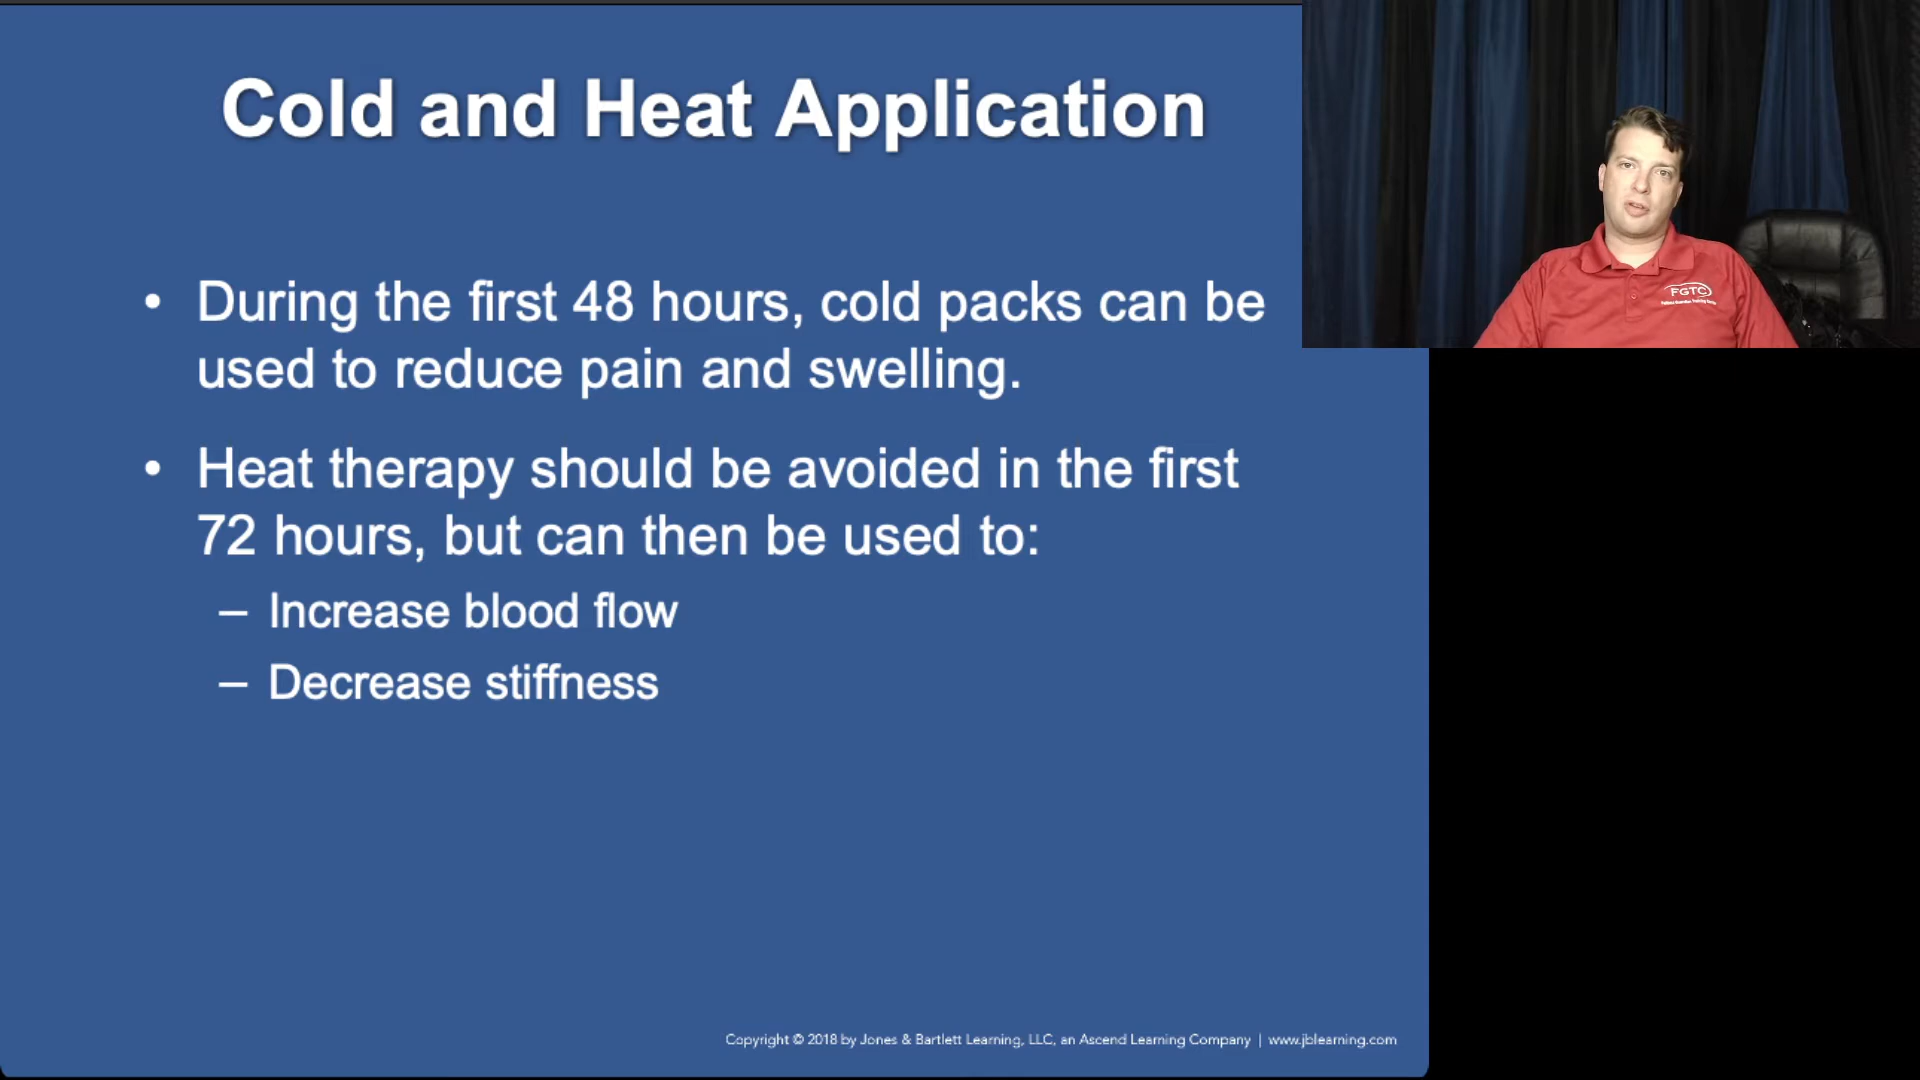 Cold and Heat Application
• During the first 48 hours, cold packs can be
used to reduce pain and swelling.
• Heat therapy should be avoided in the first
72 hours, but can then be used to:
– Increase blood flow
– Decrease stiffness
Copyright © 2018 by Jones & Bartlett Learning, LLC, an Ascend Learning Company | www.jblearning.com
FGTC